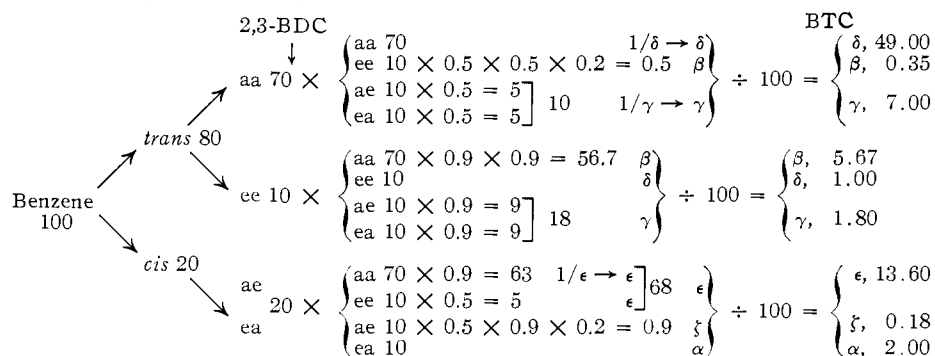 2,3-BDC BTC
aa 70 1/δ → δ δ, 49.00
aa 70 × ee 10 × 0.5 × 0.5 × 0.2 = 0.5 β ÷ 100 = β, 0.35
ae 10 × 0.5 = 5] 10 1/γ → γ γ, 7.00
ea 10 × 0.5 = 5]
trans 80
aa 70 × 0.9 × 0.9 = 56.7 β β, 5.67
ee 10 × ee 10 δ ÷ 100 = δ, 1.00
ae 10 × 0.9 = 9] 18 γ γ, 1.80
ea 10 × 0.9 = 9]
Benzene
100
cis 20
ae aa 70 × 0.9 = 63 1/ε → ε] 68 ε ε, 13.60
20 × ee 10 × 0.5 = 5 ε] ÷ 100 =
ea ae 10 × 0.5 × 0.9 × 0.2 = 0.9 ζ ζ, 0.18
ea 10 α α, 2.00